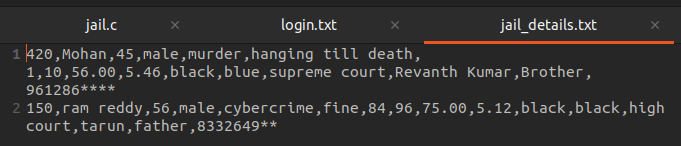 jail.c × login.txt × jail_details.txt ×
1 420,Mohan,45,male,murder,hanging till death,
1,10,56.00,5.46,black,blue,supreme court,Revanth Kumar,Brother,
961286****
2 150,ram reddy,56,male,cybercrime,fine,84,96,75.00,5.12,black,black,high
court,tarun,father,8332649**